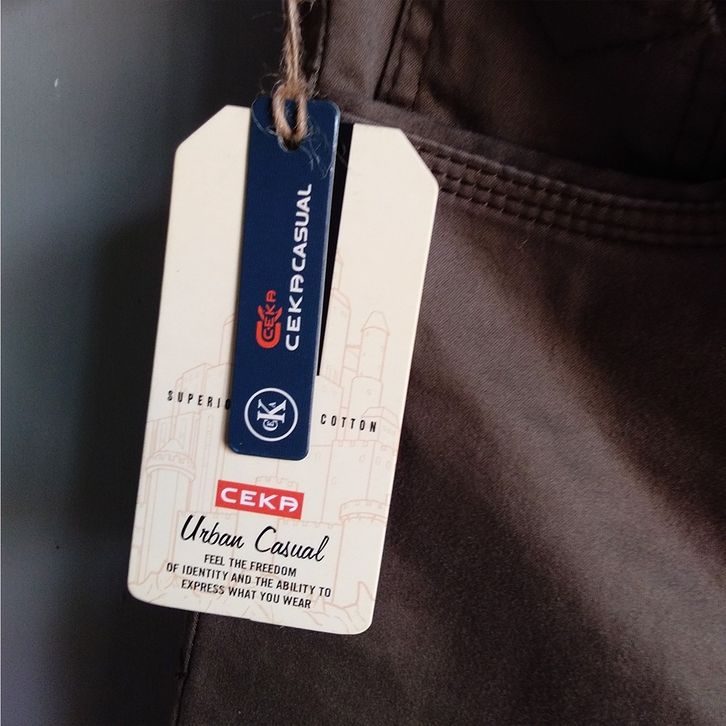 CEKA
CEKACASUAL
CEKA
SUPERIO
COTTON
CEKA
Urban Casual
FEEL THE FREEDOM
OF IDENTITY AND THE ABILITY TO
EXPRESS WHAT YOU WEAR